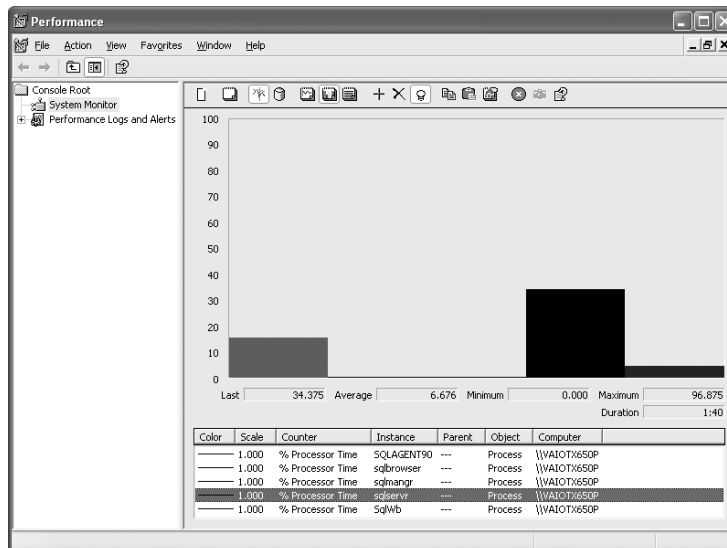 Performance
File Action View Favorites Window Help
Console Root
System Monitor
Performance Logs and Alerts
100
90
80
70
60
50
40
30
20
10
0
Last 34.375 Average 6.676 Minimum 0.000 Maximum 96.875
Duration 1:40
Color Scale Counter Instance Parent Object Computer
1.000 % Processor Time SQLAGENT90 --- Process \\VAIOTX650P
1.000 % Processor Time sqlbrowser --- Process \\VAIOTX650P
1.000 % Processor Time sqlmangr --- Process \\VAIOTX650P
1.000 % Processor Time sqlservr --- Process \\VAIOTX650P
1.000 % Processor Time SqlWb --- Process \\VAIOTX650P